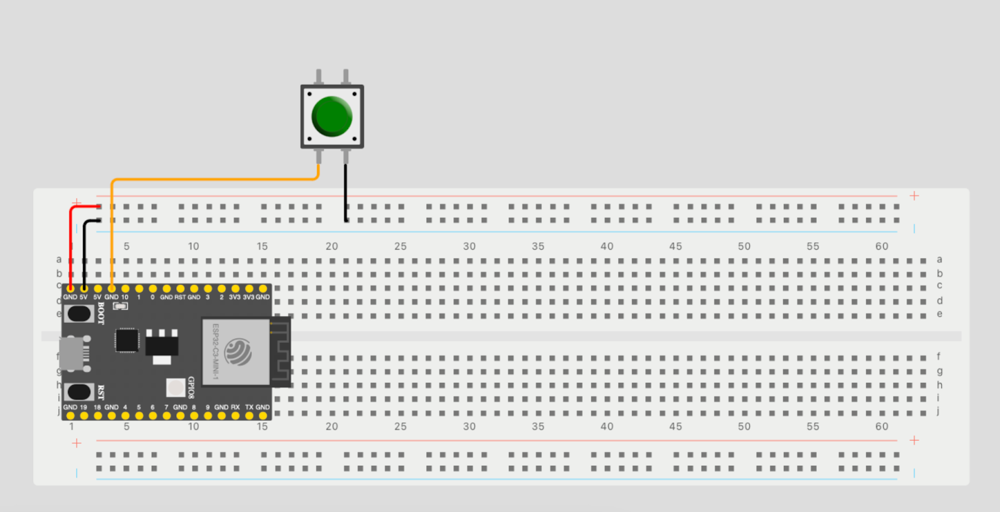 + +
| |
1 5 10 15 20 25 30 35 40 45 50 55 60
a a
b b
c c
GND 5V 5V GND 10 1 0 GND RST GND 3 2 3V3 3V3 GND
d d
e e
BOOT
ESP32-C3-MINI-1
f f
g g
h h
i i
RST
GPIO8
GND 19 18 GND 4 5 6 7 GND 8 9 GND RX TX GND
j j
1 5 10 15 20 25 30 35 40 45 50 55 60
+ +
| |